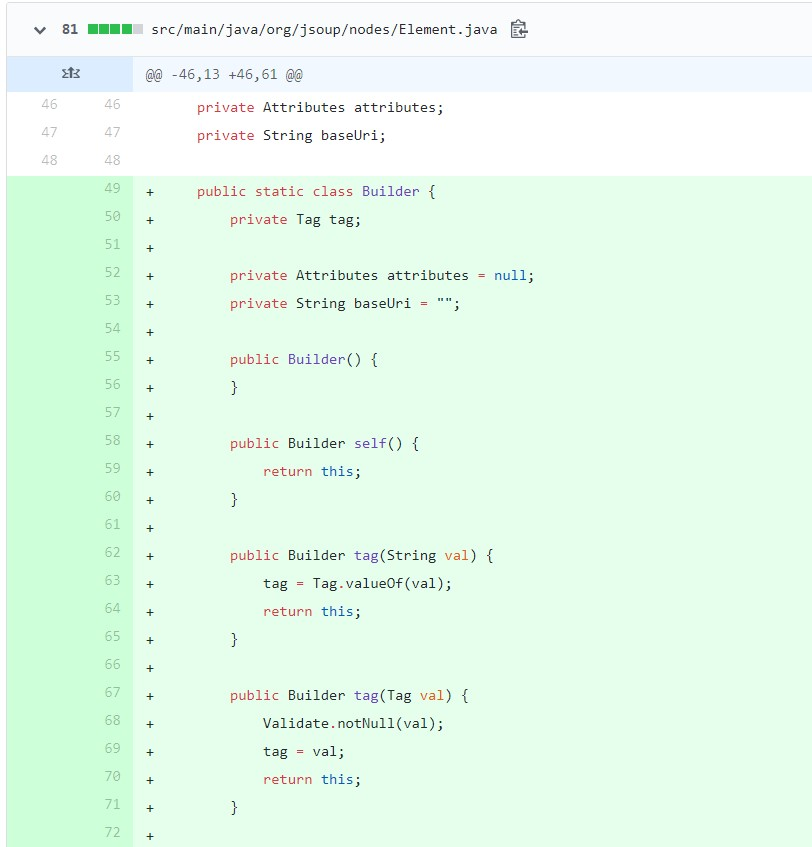 81 src/main/java/org/jsoup/nodes/Element.java
@@ -46,13 +46,61 @@
46 46 private Attributes attributes;
47 47 private String baseUri;
48 48
49 + public static class Builder {
50 + private Tag tag;
51 +
52 + private Attributes attributes = null;
53 + private String baseUri = "";
54 +
55 + public Builder() {
56 + }
57 +
58 + public Builder self() {
59 + return this;
60 + }
61 +
62 + public Builder tag(String val) {
63 + tag = Tag.valueOf(val);
64 + return this;
65 + }
66 +
67 + public Builder tag(Tag val) {
68 + Validate.notNull(val);
69 + tag = val;
70 + return this;
71 + }
72 +